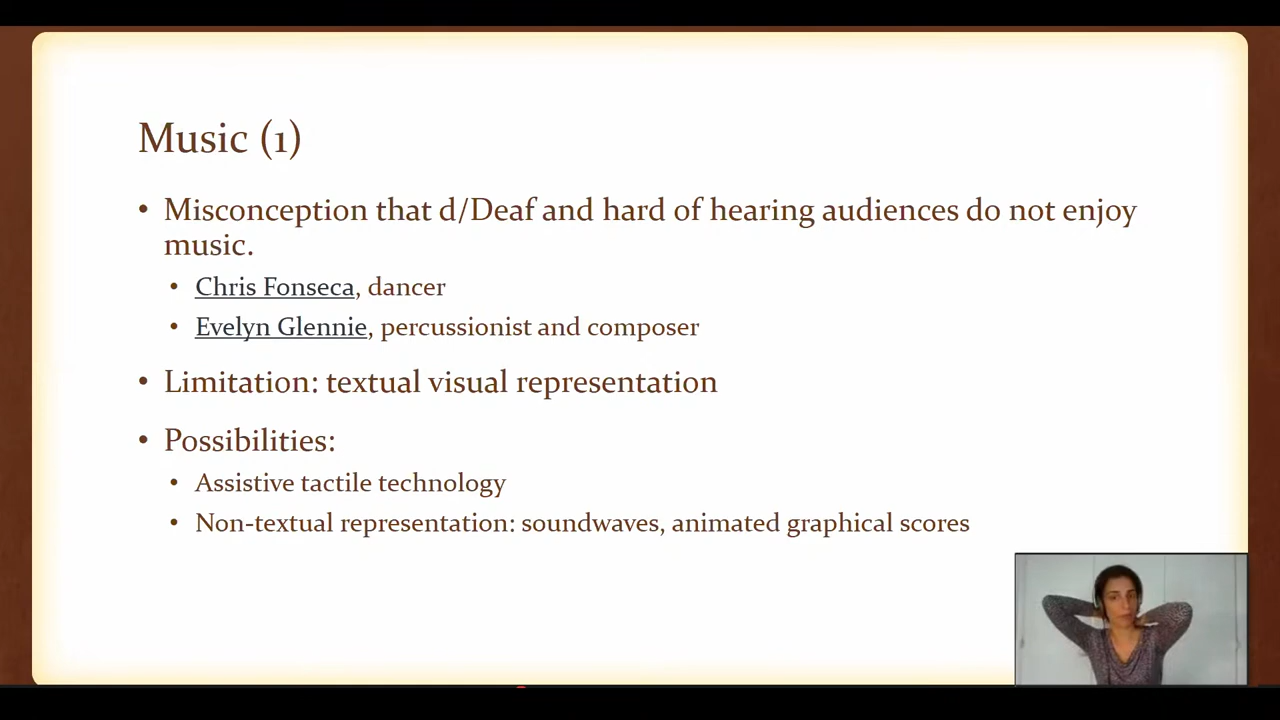 Music (1)
• Misconception that d/Deaf and hard of hearing audiences do not enjoy
music.
• Chris Fonseca, dancer
• Evelyn Glennie, percussionist and composer
• Limitation: textual visual representation
• Possibilities:
• Assistive tactile technology
• Non-textual representation: soundwaves, animated graphical scores